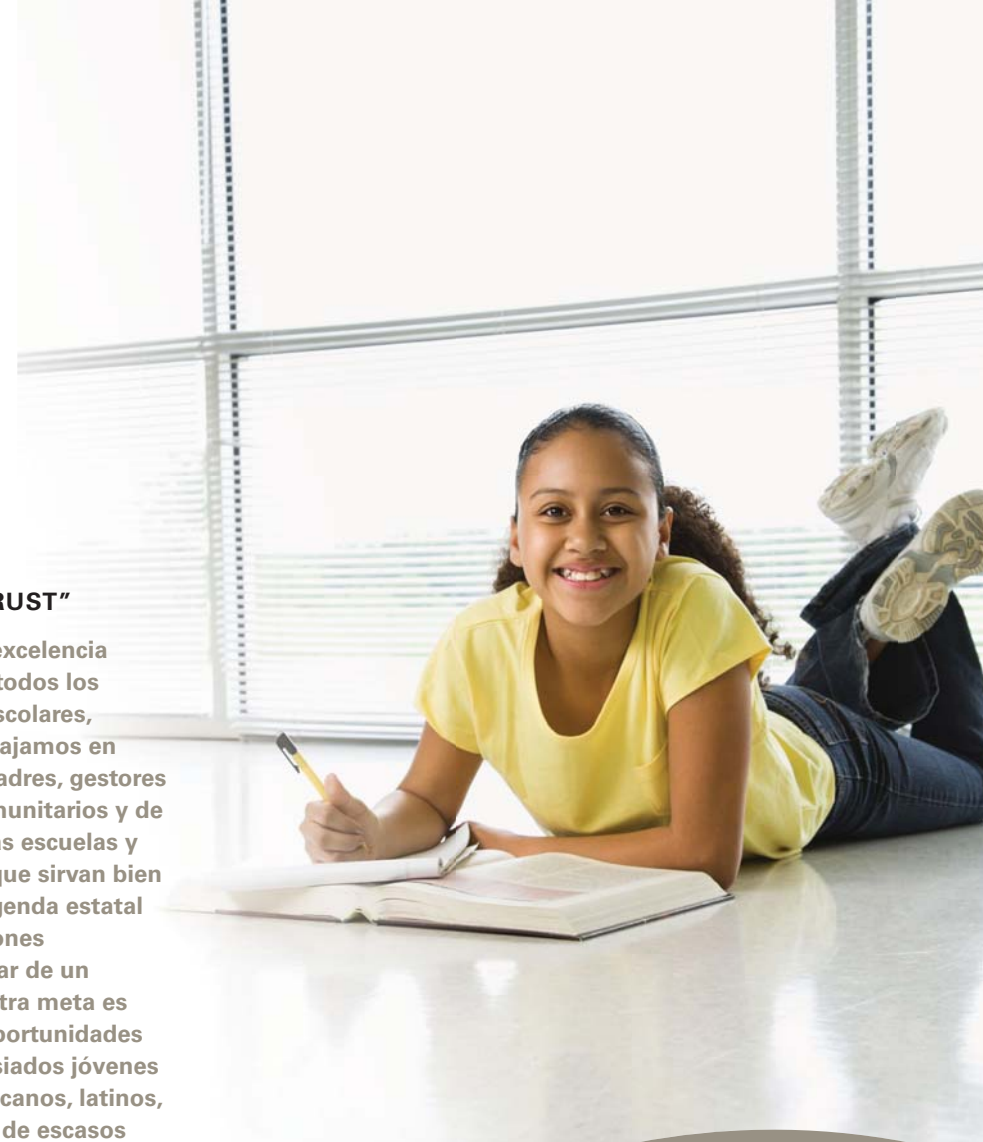 RUST”
excelencia
todos los
scolares,
ajamos en
adres, gestores
munitarios y de
as escuelas y
que sirvan bien
genda estatal
ones
ar de un
tra meta es
portunidades
siados jóvenes
canos, latinos,
de escasos